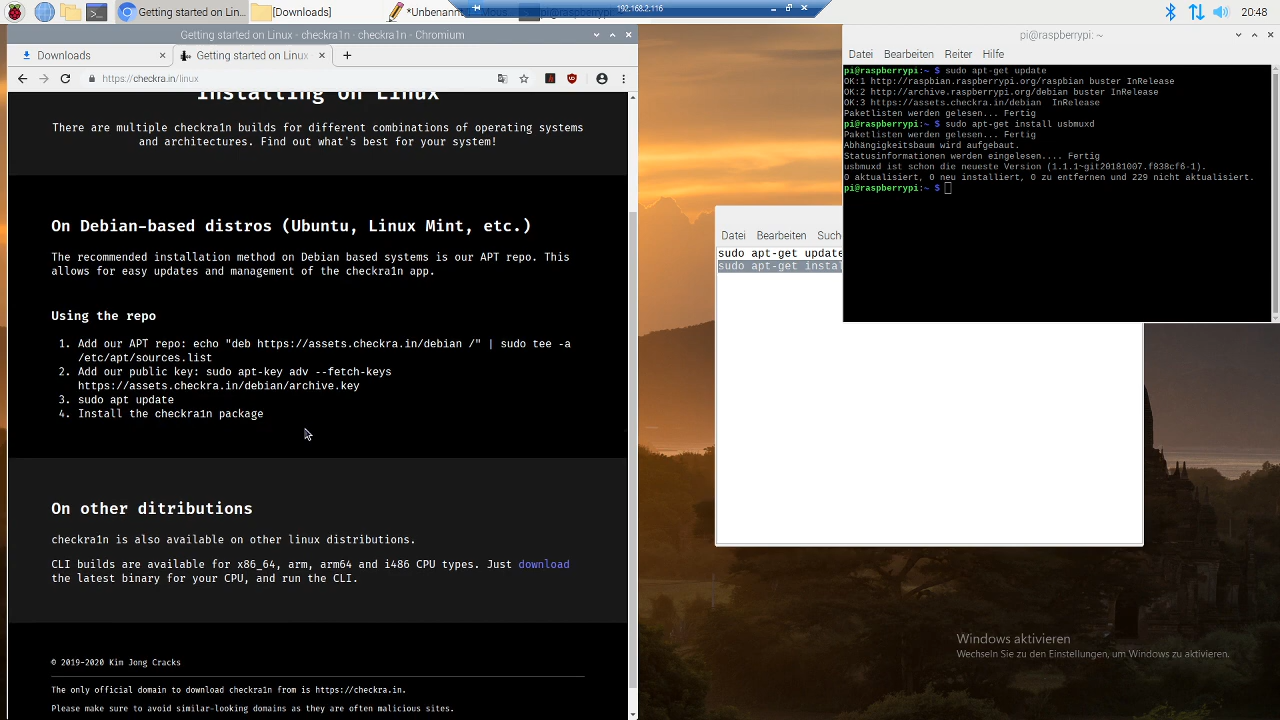 Getting started on Lin...
[Downloads]
*Unbenannt
192.168.2.116
20:48
Getting started on Linux - checkra1n - Chromium
Downloads
Getting started on Linux
https://checkra.in/linux
Installing on Linux
There are multiple checkra1n builds for different combinations of operating systems
and architectures. Find out what's best for your system!
On Debian-based distros (Ubuntu, Linux Mint, etc.)
The recommended installation method on Debian based systems is our APT repo. This
allows for easy updates and management of the checkra1n app.
Using the repo
1. Add our APT repo: echo "deb https://assets.checkra.in/debian /" | sudo tee -a
/etc/apt/sources.list
2. Add our public key: sudo apt-key adv --fetch-keys
https://assets.checkra.in/debian/archive.key
3. sudo apt update
4. Install the checkra1n package
On other ditributions
checkra1n is also available on other linux distributions.
CLI builds are available for x86_64, arm, arm64 and i486 CPU types. Just download
the latest binary for your CPU, and run the CLI.
© 2019-2020 Kim Jong Cracks
The only official domain to download checkra1n from is https://checkra.in.
Please make sure to avoid similar-looking domains as they are often malicious sites.
pi@raspberrypi: ~
Datei Bearbeiten Reiter Hilfe
pi@raspberrypi:~ $ sudo apt-get update
OK:1 http://raspbian.raspberrypi.org/raspbian buster InRelease
OK:2 http://archive.raspberrypi.org/debian buster InRelease
OK:3 https://assets.checkra.in/debian  InRelease
Paketlisten werden gelesen... Fertig
pi@raspberrypi:~ $ sudo apt-get install usbmuxd
Paketlisten werden gelesen... Fertig
Abhängigkeitsbaum wird aufgebaut.
Statusinformationen werden eingelesen.... Fertig
usbmuxd ist schon die neueste Version (1.1.1~git20181007.f838cf6-1).
0 aktualisiert, 0 neu installiert, 0 zu entfernen und 229 nicht aktualisiert.
pi@raspberrypi:~ $
Datei Bearbeiten Such
sudo apt-get update
sudo apt-get instal
Windows aktivieren
Wechseln Sie zu den Einstellungen, um Windows zu aktivieren.